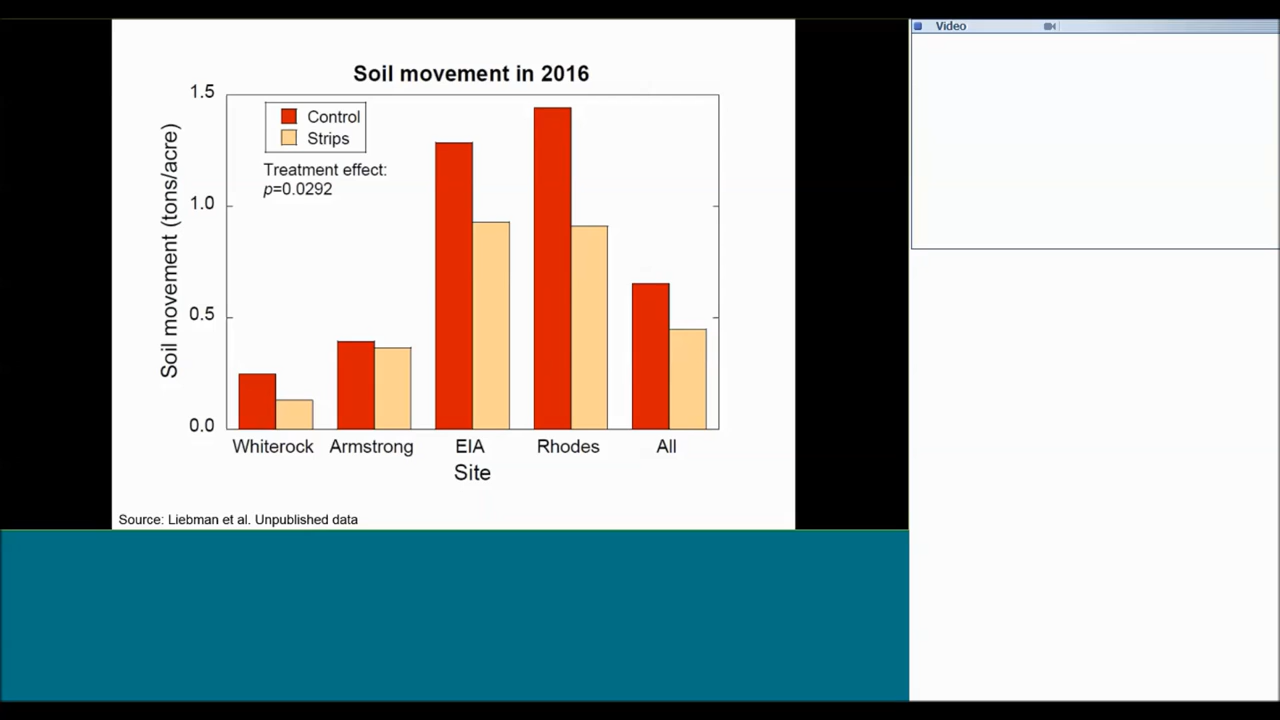 Video
Soil movement in 2016
Soil movement (tons/acre)
1.5
1.0
0.5
0.0
Control
Strips
Treatment effect:
p=0.0292
Whiterock Armstrong EIA Rhodes All
Site
Source: Liebman et al. Unpublished data